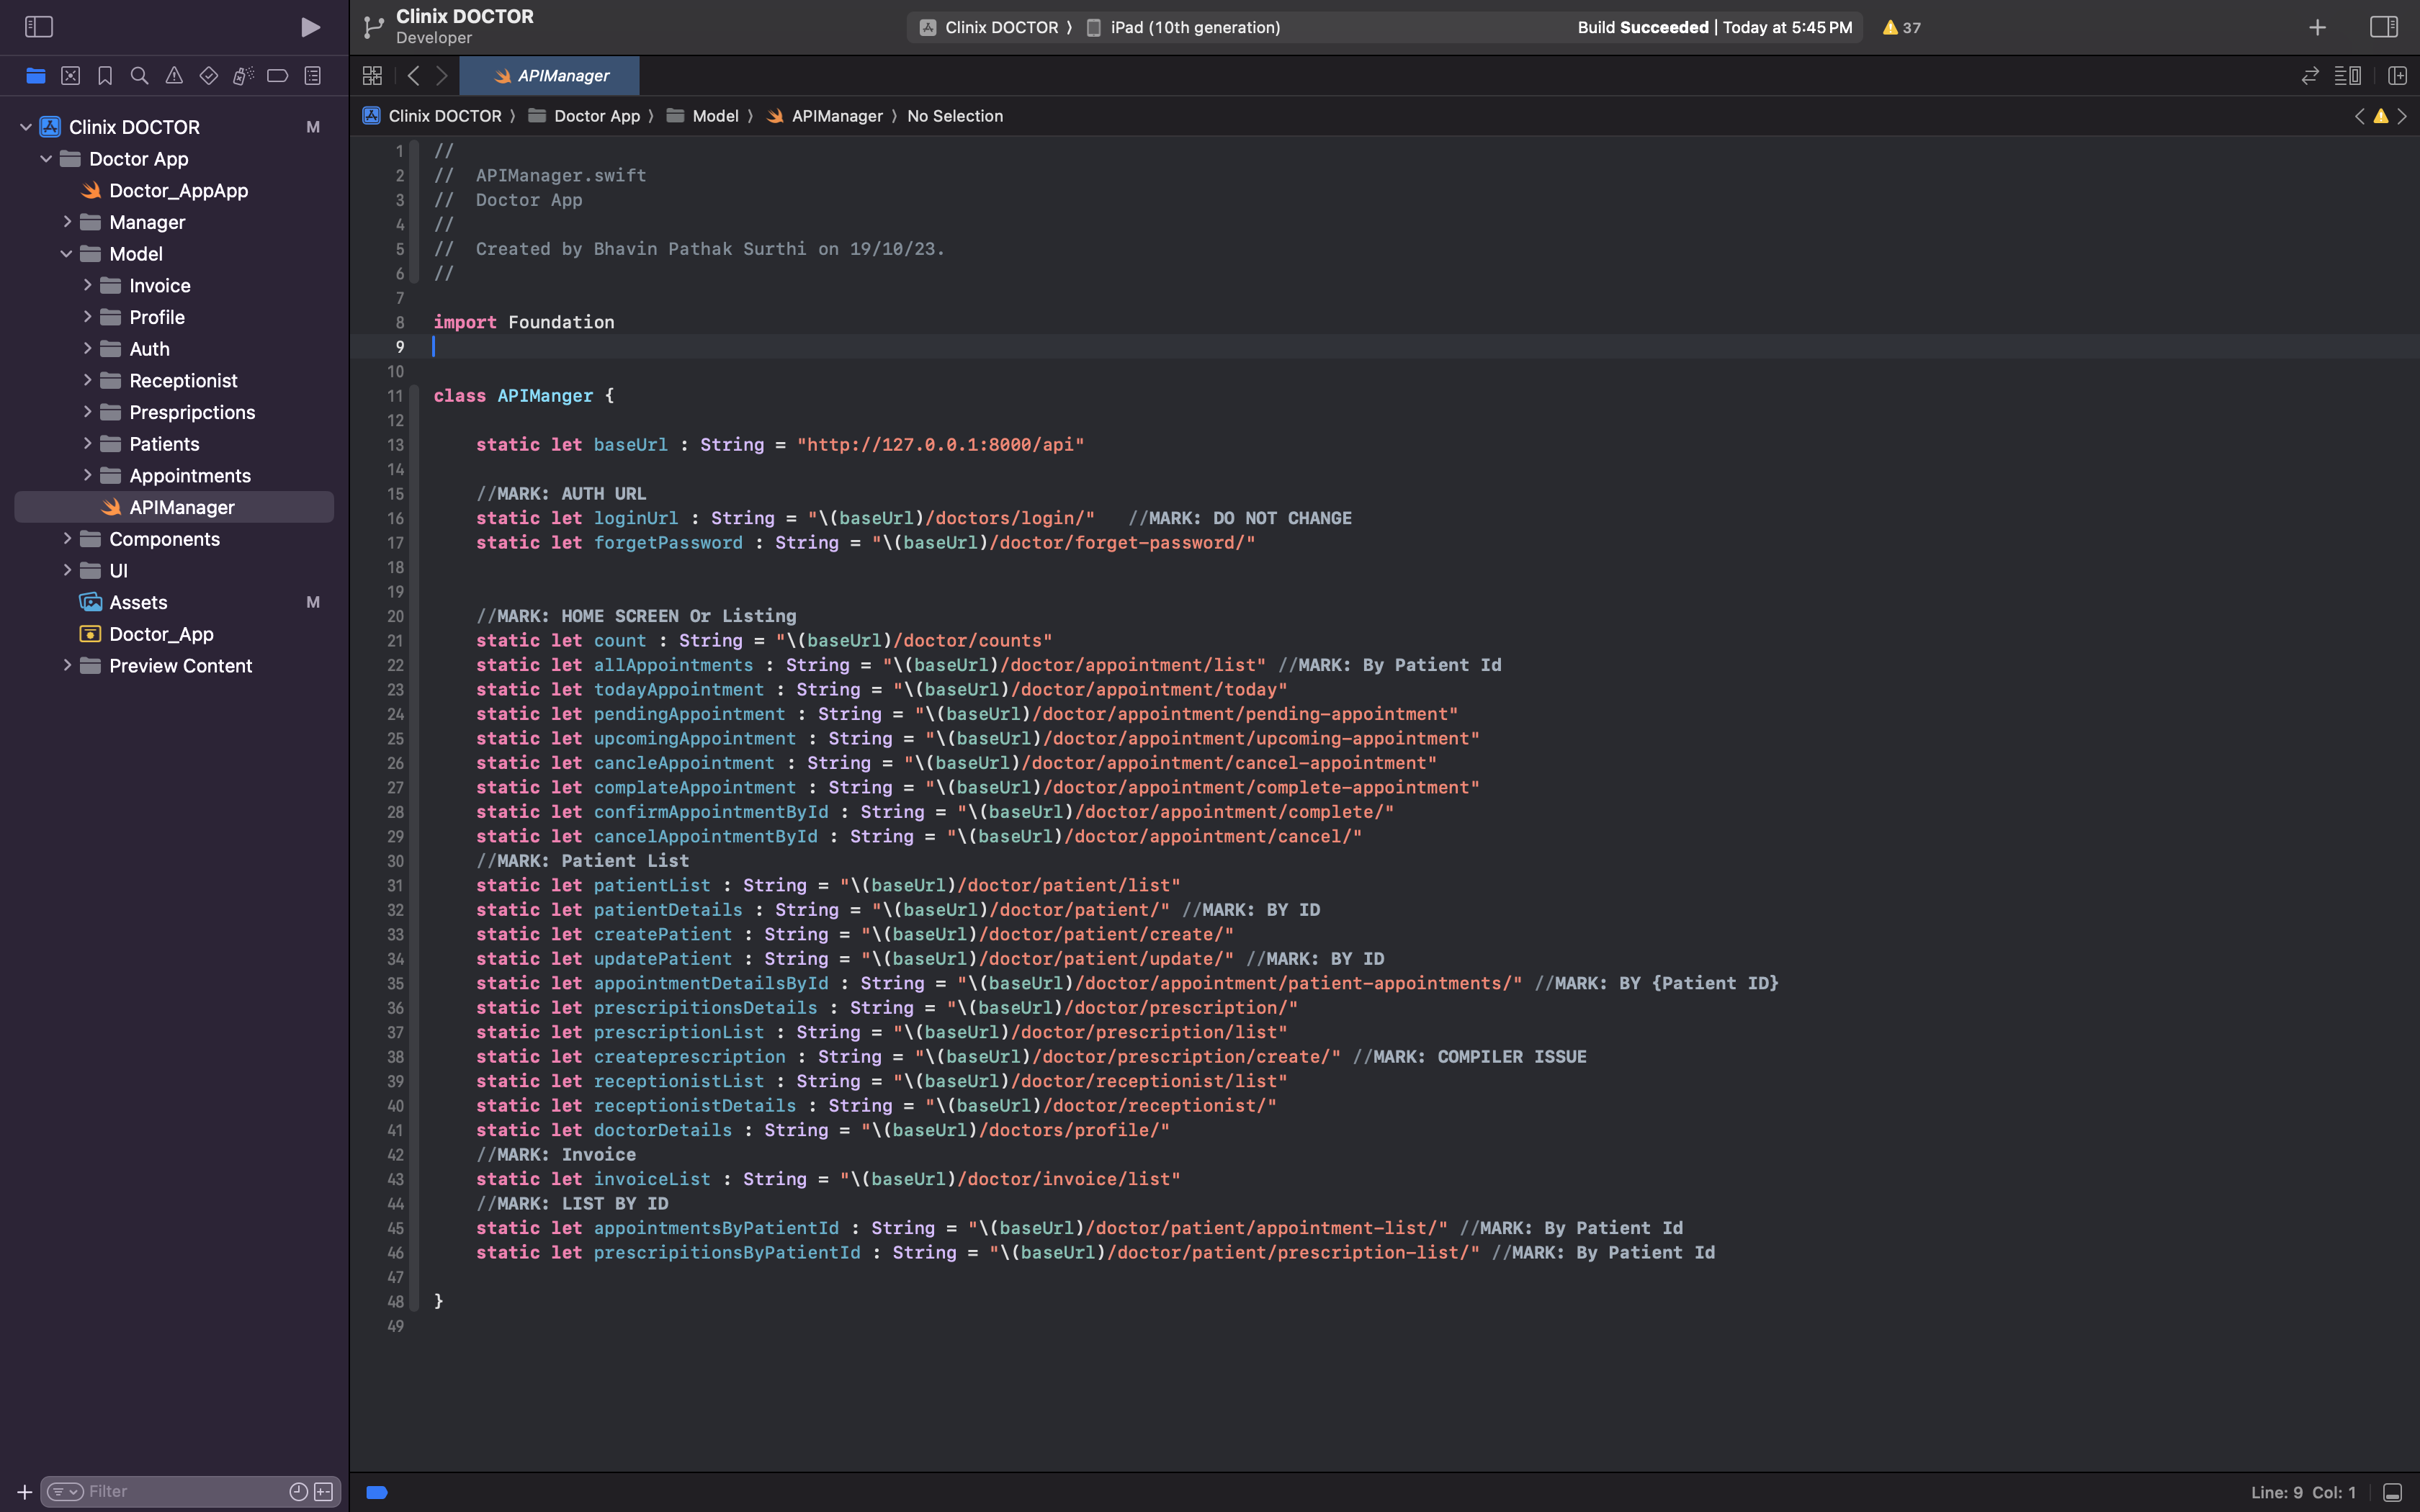 Clinix DOCTOR
Developer
Clinix DOCTOR ⟩ iPad (10th generation)
Build Succeeded | Today at 5:45 PM
37
APIManager
Clinix DOCTOR ⟩ Doctor App ⟩ Model ⟩ APIManager ⟩ No Selection
Clinix DOCTOR M
Doctor App
Doctor_AppApp
Manager
Model
Invoice
Profile
Auth
Receptionist
Prespripctions
Patients
Appointments
APIManager
Components
UI
Assets M
Doctor_App
Preview Content
Filter
1 //
2 //  APIManager.swift
3 //  Doctor App
4 //
5 //  Created by Bhavin Pathak Surthi on 19/10/23.
6 //
7
8 import Foundation
9
10
11 class APIManger {
12
13     static let baseUrl : String = "http://127.0.0.1:8000/api"
14
15     //MARK: AUTH URL
16     static let loginUrl : String = "\(baseUrl)/doctors/login/"   //MARK: DO NOT CHANGE
17     static let forgetPassword : String = "\(baseUrl)/doctor/forget-password/"
18
19
20     //MARK: HOME SCREEN Or Listing
21     static let count : String = "\(baseUrl)/doctor/counts"
22     static let allAppointments : String = "\(baseUrl)/doctor/appointment/list" //MARK: By Patient Id
23     static let todayAppointment : String = "\(baseUrl)/doctor/appointment/today"
24     static let pendingAppointment : String = "\(baseUrl)/doctor/appointment/pending-appointment"
25     static let upcomingAppointment : String = "\(baseUrl)/doctor/appointment/upcoming-appointment"
26     static let cancleAppointment : String = "\(baseUrl)/doctor/appointment/cancel-appointment"
27     static let complateAppointment : String = "\(baseUrl)/doctor/appointment/complete-appointment"
28     static let confirmAppointmentById : String = "\(baseUrl)/doctor/appointment/complete/"
29     static let cancelAppointmentById : String = "\(baseUrl)/doctor/appointment/cancel/"
30     //MARK: Patient List
31     static let patientList : String = "\(baseUrl)/doctor/patient/list"
32     static let patientDetails : String = "\(baseUrl)/doctor/patient/" //MARK: BY ID
33     static let createPatient : String = "\(baseUrl)/doctor/patient/create/"
34     static let updatePatient : String = "\(baseUrl)/doctor/patient/update/" //MARK: BY ID
35     static let appointmentDetailsById : String = "\(baseUrl)/doctor/appointment/patient-appointments/" //MARK: BY {Patient ID}
36     static let prescripitionsDetails : String = "\(baseUrl)/doctor/prescription/"
37     static let prescriptionList : String = "\(baseUrl)/doctor/prescription/list"
38     static let createprescription : String = "\(baseUrl)/doctor/prescription/create/" //MARK: COMPILER ISSUE
39     static let receptionistList : String = "\(baseUrl)/doctor/receptionist/list"
40     static let receptionistDetails : String = "\(baseUrl)/doctor/receptionist/"
41     static let doctorDetails : String = "\(baseUrl)/doctors/profile/"
42     //MARK: Invoice
43     static let invoiceList : String = "\(baseUrl)/doctor/invoice/list"
44     //MARK: LIST BY ID
45     static let appointmentsByPatientId : String = "\(baseUrl)/doctor/patient/appointment-list/" //MARK: By Patient Id
46     static let prescripitionsByPatientId : String = "\(baseUrl)/doctor/patient/prescription-list/" //MARK: By Patient Id
47
48 }
49
Line: 9  Col: 1